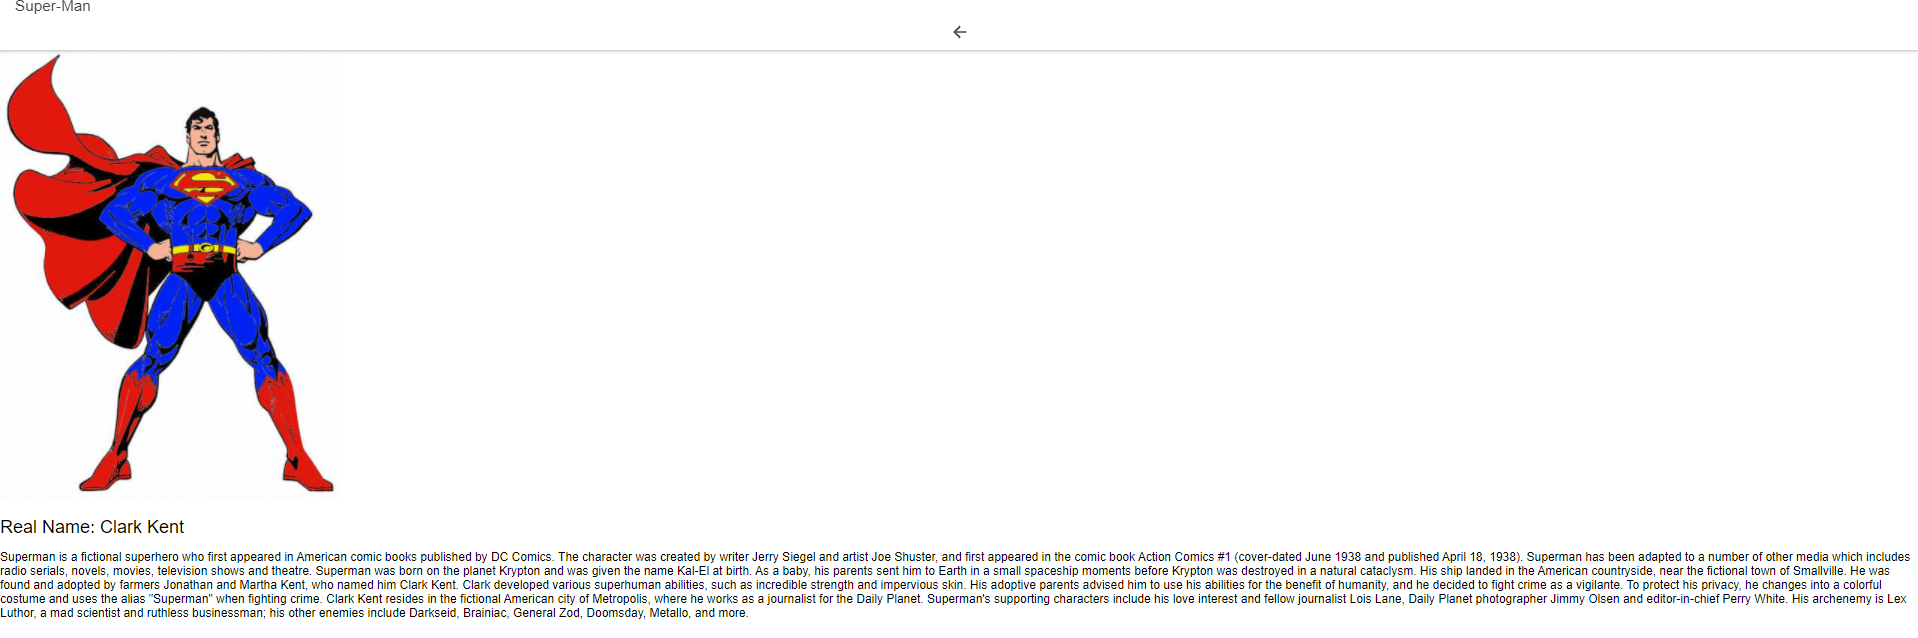 Super-Man
Real Name: Clark Kent
Superman is a fictional superhero who first appeared in American comic books published by DC Comics. The character was created by writer Jerry Siegel and artist Joe Shuster, and first appeared in the comic book Action Comics #1 (cover-dated June 1938 and published April 18, 1938). Superman has been adapted to a number of other media which includes
radio serials, novels, movies, television shows and theatre. Superman was born on the planet Krypton and was given the name Kal-El at birth. As a baby, his parents sent him to Earth in a small spaceship moments before Krypton was destroyed in a natural cataclysm. His ship landed in the American countryside, near the fictional town of Smallville. He was
found and adopted by farmers Jonathan and Martha Kent, who named him Clark Kent. Clark developed various superhuman abilities, such as incredible strength and impervious skin. His adoptive parents advised him to use his abilities for the benefit of humanity, and he decided to fight crime as a vigilante. To protect his privacy, he changes into a colorful
costume and uses the alias "Superman" when fighting crime. Clark Kent resides in the fictional American city of Metropolis, where he works as a journalist for the Daily Planet. Superman's supporting characters include his love interest and fellow journalist Lois Lane, Daily Planet photographer Jimmy Olsen and editor-in-chief Perry White. His archenemy is Lex
Luthor, a mad scientist and ruthless businessman; his other enemies include Darkseid, Brainiac, General Zod, Doomsday, Metallo, and more.